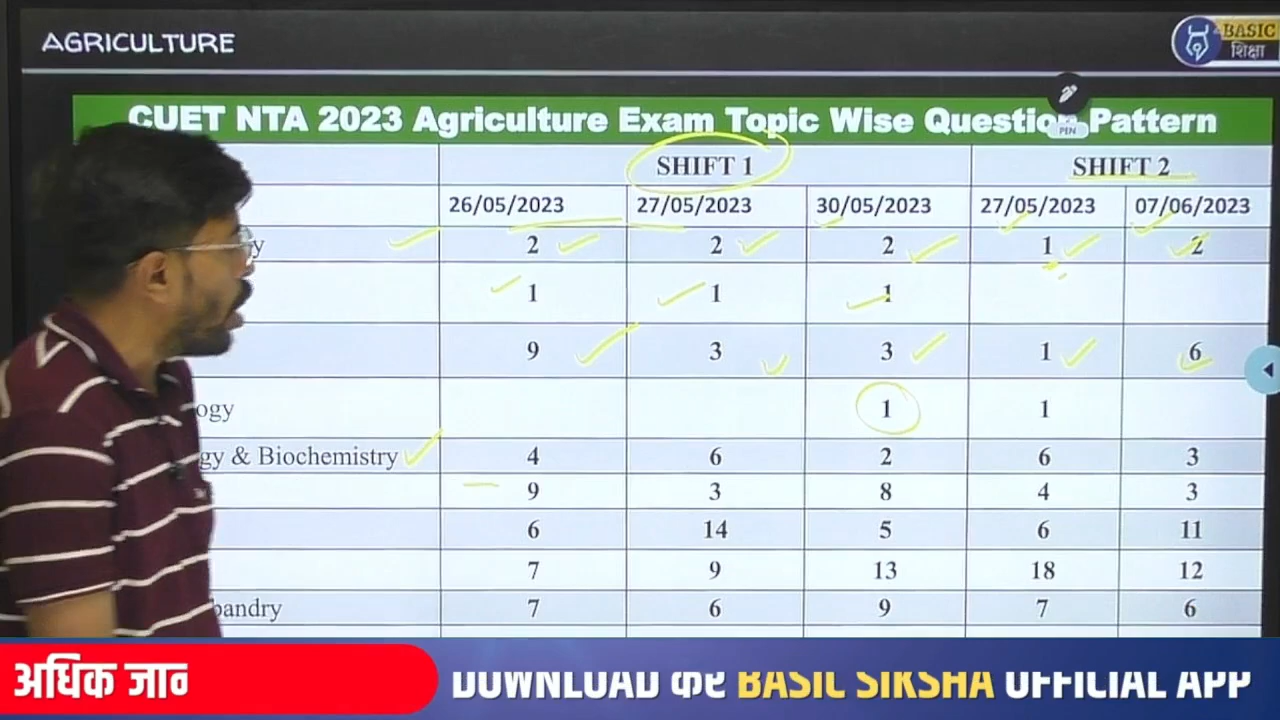 AGRICULTURE
BASIC
शिक्षा
CUET NTA 2023 Agriculture Exam Topic Wise Question Pattern
PEN
SHIFT 1 SHIFT 2
26/05/2023 27/05/2023 30/05/2023 27/05/2023 07/06/2023
2 2 2 1 2
1 1 1
9 3 3 1 6
1 1
& Biochemistry 4 6 2 6 3
9 3 8 4 3
6 14 5 6 11
7 9 13 18 12
7 6 9 7 6
अधिक जान
DOWNLOAD करे BASIC SIKSHA OFFICIAL APP